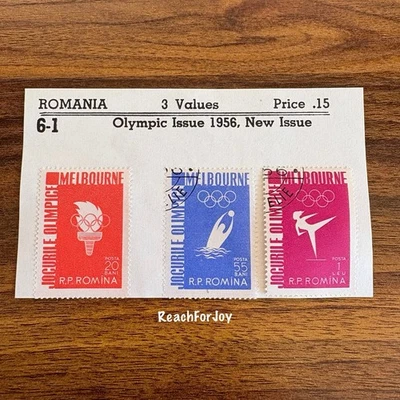 ROMANIA 3 Values Price .15
6-1 Olympic Issue 1956, New Issue
JOCURILE OLIMPICE
MELBOURNE
POSTA
20
BANI
R.P. ROMINA
JOCURILE OLIMPICE
MELBOURNE
POSTA
55
BANI
R.P. ROMINA
JOCURILE OLIMPICE
MELBOURNE
POSTA
1
LEU
R.P. ROMINA
ReachForJoy